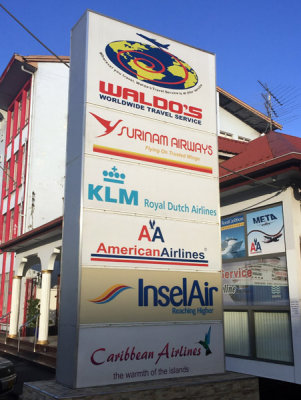 WALDO'S
WORLDWIDE TRAVEL SERVICE
SURINAM AIRWAYS
Flying On Trusted Wings
KLM
Royal Dutch Airlines
AA
AmericanAirlines
InselAir
Reaching Higher
Caribbean Airlines
the warmth of the islands
META
Service